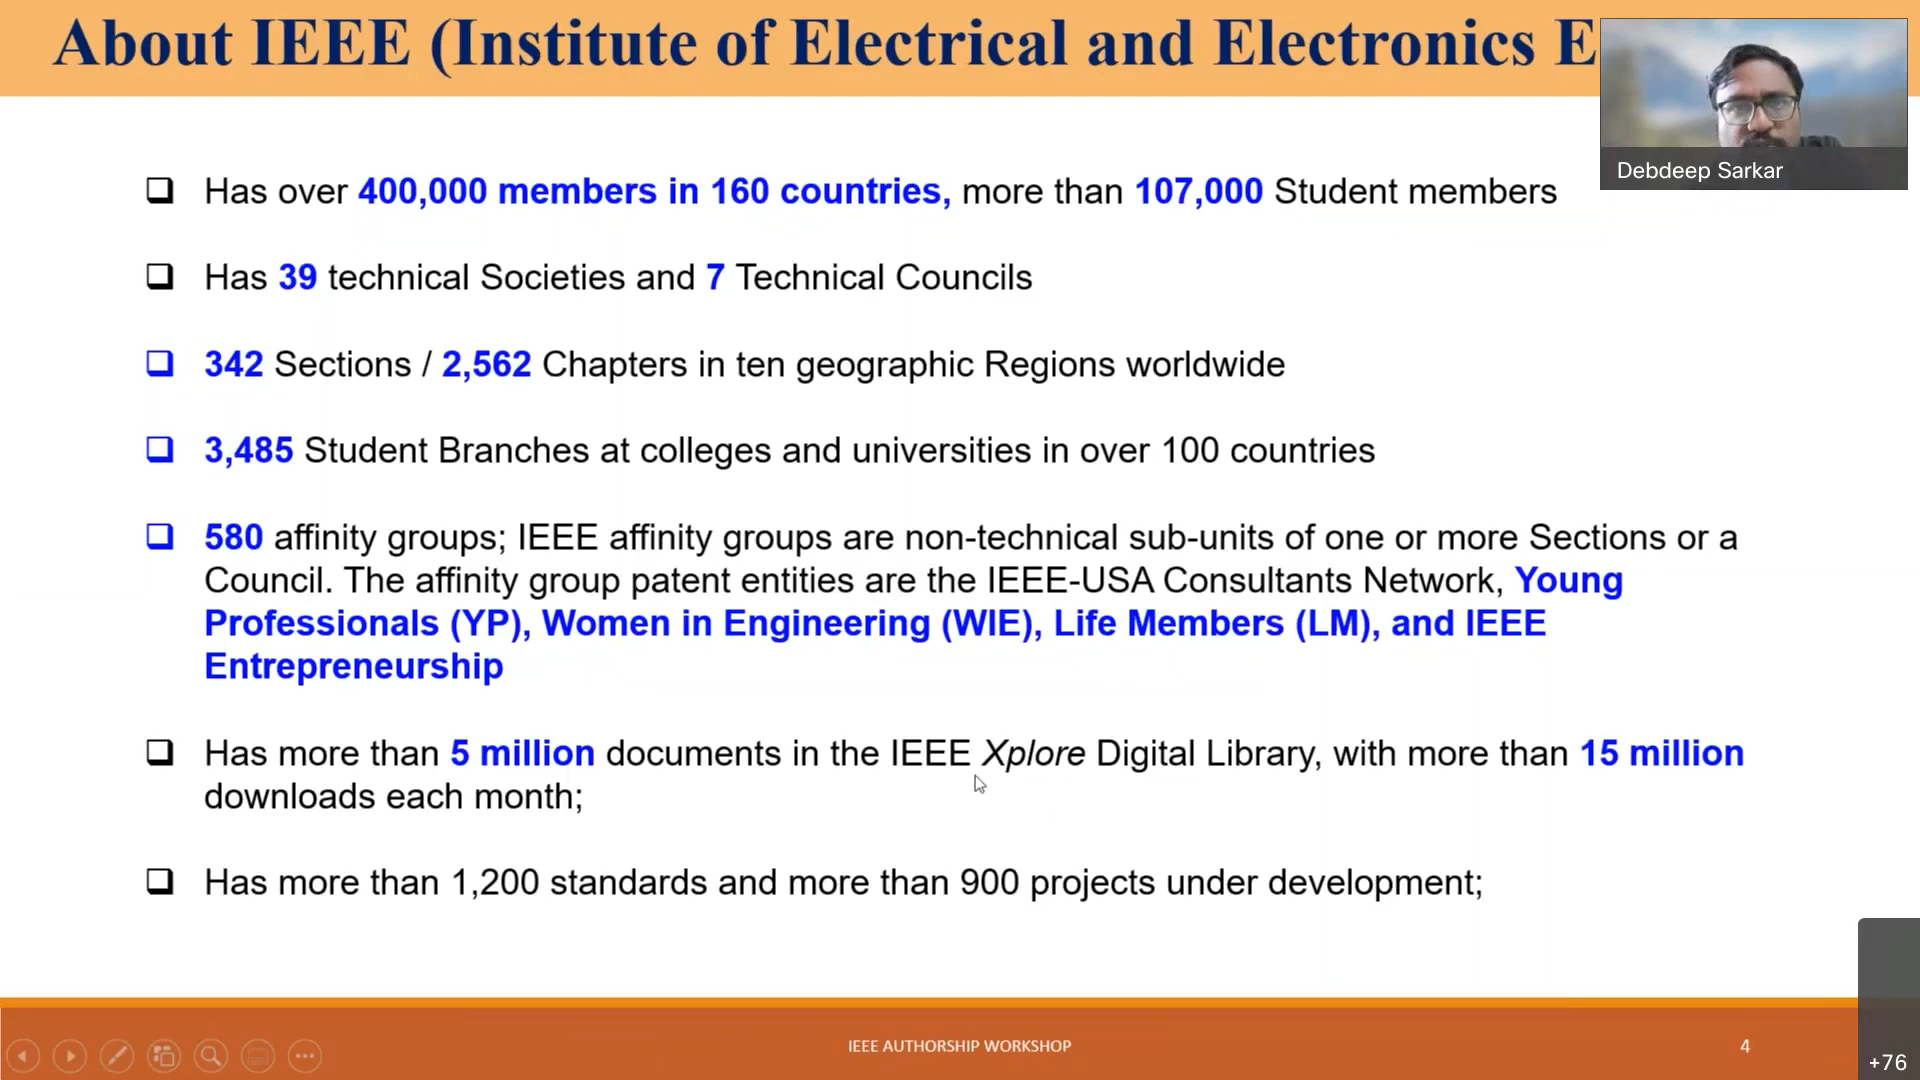 About IEEE (Institute of Electrical and Electronics E
Debdeep Sarkar
Has over 400,000 members in 160 countries, more than 107,000 Student members
Has 39 technical Societies and 7 Technical Councils
342 Sections / 2,562 Chapters in ten geographic Regions worldwide
3,485 Student Branches at colleges and universities in over 100 countries
580 affinity groups; IEEE affinity groups are non-technical sub-units of one or more Sections or a
Council. The affinity group patent entities are the IEEE-USA Consultants Network, Young
Professionals (YP), Women in Engineering (WIE), Life Members (LM), and IEEE
Entrepreneurship
Has more than 5 million documents in the IEEE Xplore Digital Library, with more than 15 million
downloads each month;
Has more than 1,200 standards and more than 900 projects under development;
IEEE AUTHORSHIP WORKSHOP
4
+76